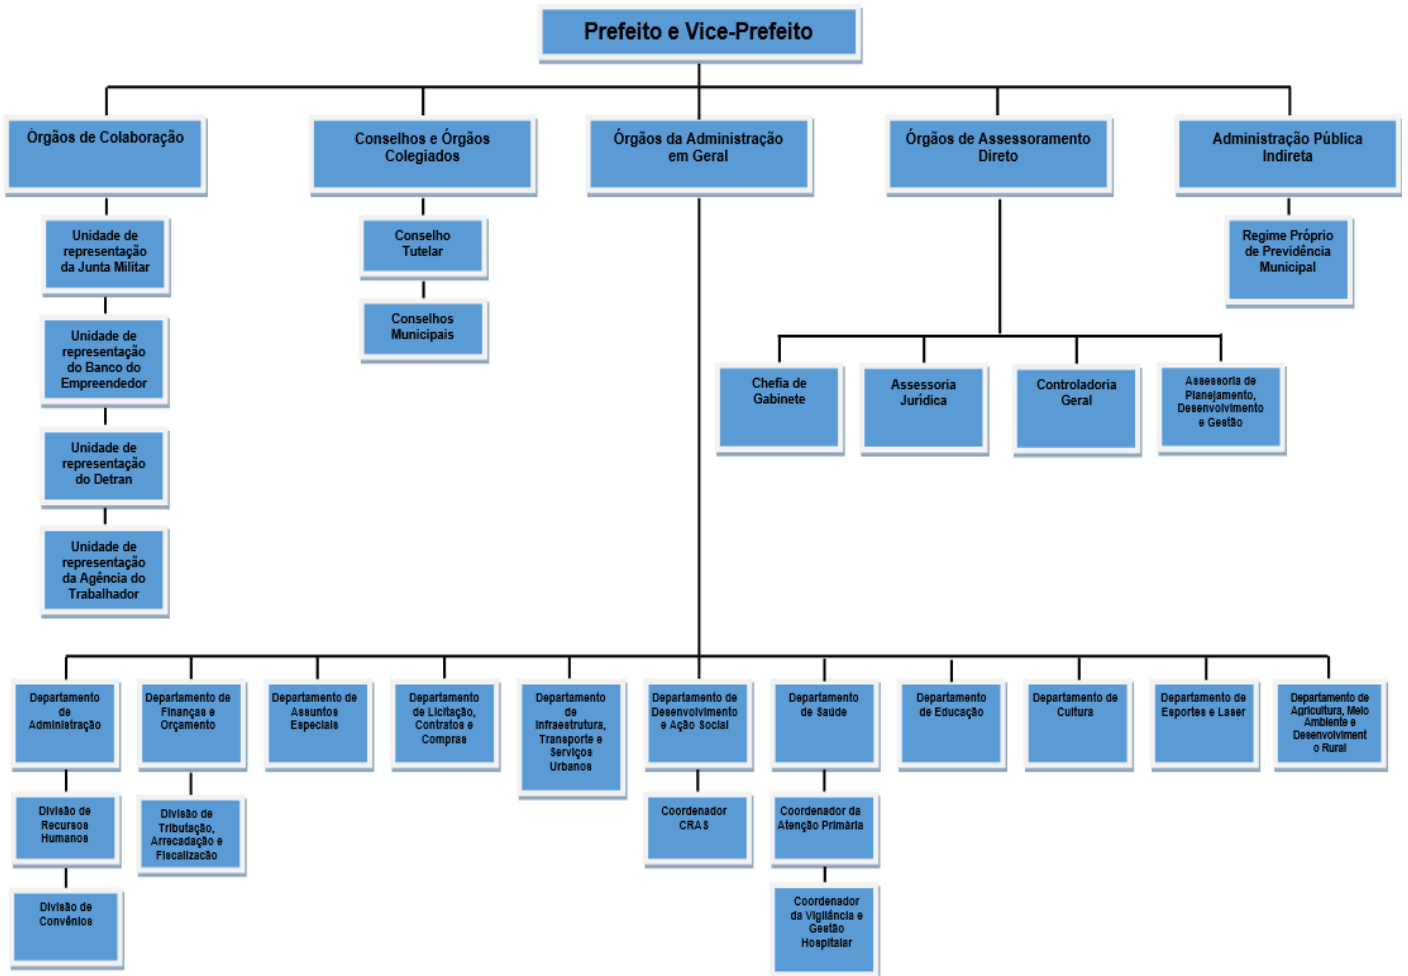 Prefeito e Vice-Prefeito
Órgãos de Colaboração
Conselhos e Órgãos
Colegiados
Órgãos da Administração
em Geral
Órgãos de Assessoramento
Direto
Administração Pública
Indireta
Unidade de
representação
da Junta Militar
Unidade de
representação
do Banco do
Empreendedor
Unidade de
representação
do Detran
Unidade de
representação
da Agência do
Trabalhador
Conselho
Tutelar
Conselhos
Municipais
Regime Próprio
de Previdência
Municipal
Chefia de
Gabinete
Assessoria
Jurídica
Controladoria
Geral
Assessoria de
Planejamento,
Desenvolvimento
e Gestão
Departamento
de
Administração
Departamento de
Finanças e
Orçamento
Departamento de
Assuntos
Especiais
Departamento
de Licitação,
Contratos e
Compras
Departamento
de
Infraestrutura,
Transporte e
Serviços
Urbanos
Departamento de
Desenvolvimento
e Ação Social
Departamento
de Saúde
Departamento
de Educação
Departamento de
Cultura
Departamento de
Esportes e Laser
Departamento de
Agricultura, Meio
Ambiente e
Desenvolviment
o Rural
Divisão de
Recursos
Humanos
Divisão de
Convênios
Divisão de
Tributação,
Arrecadação e
Fiscalização
Coordenador
CRAS
Coordenador da
Atenção Primária
Coordenador
da Vigilância e
Gestão
Hospitalar